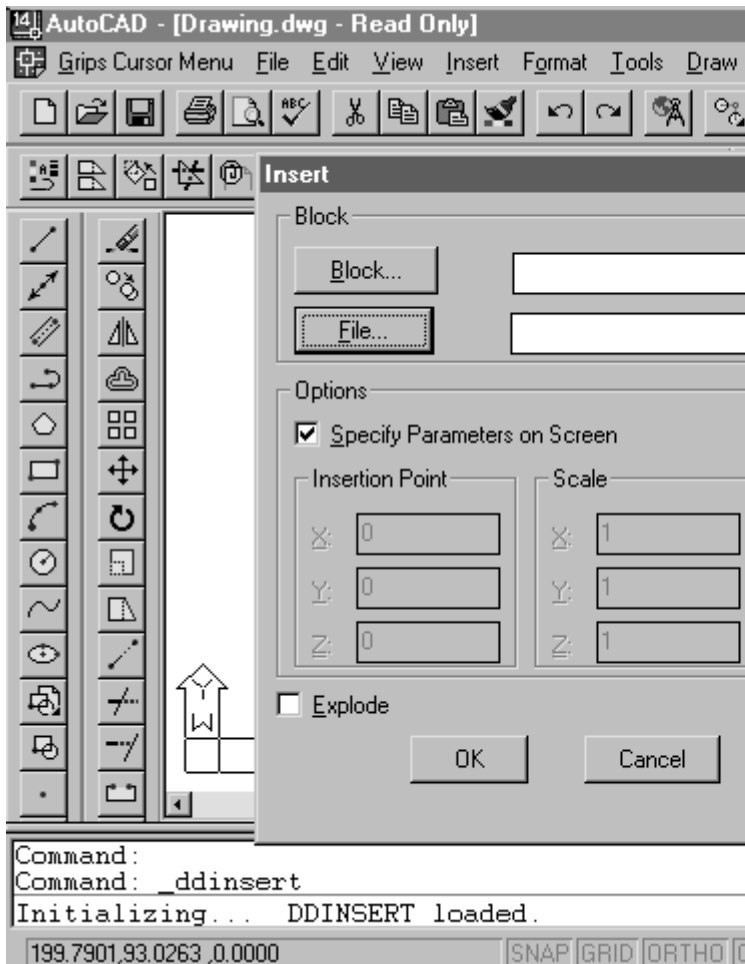 14 AutoCAD - [Drawing.dwg - Read Only]
Grips Cursor Menu File Edit View Insert Format Tools Draw
ABC
Insert
Block
Block...
File...
Options
Specify Parameters on Screen
Insertion Point Scale
X: 0 X: 1
Y: 0 Y: 1
Z: 0 Z: 1
Y
W
Explode
OK Cancel
Command:
Command: _ddinsert
Initializing... DDINSERT loaded.
199.7901,93.0263 ,0.0000 SNAP GRID ORTHO